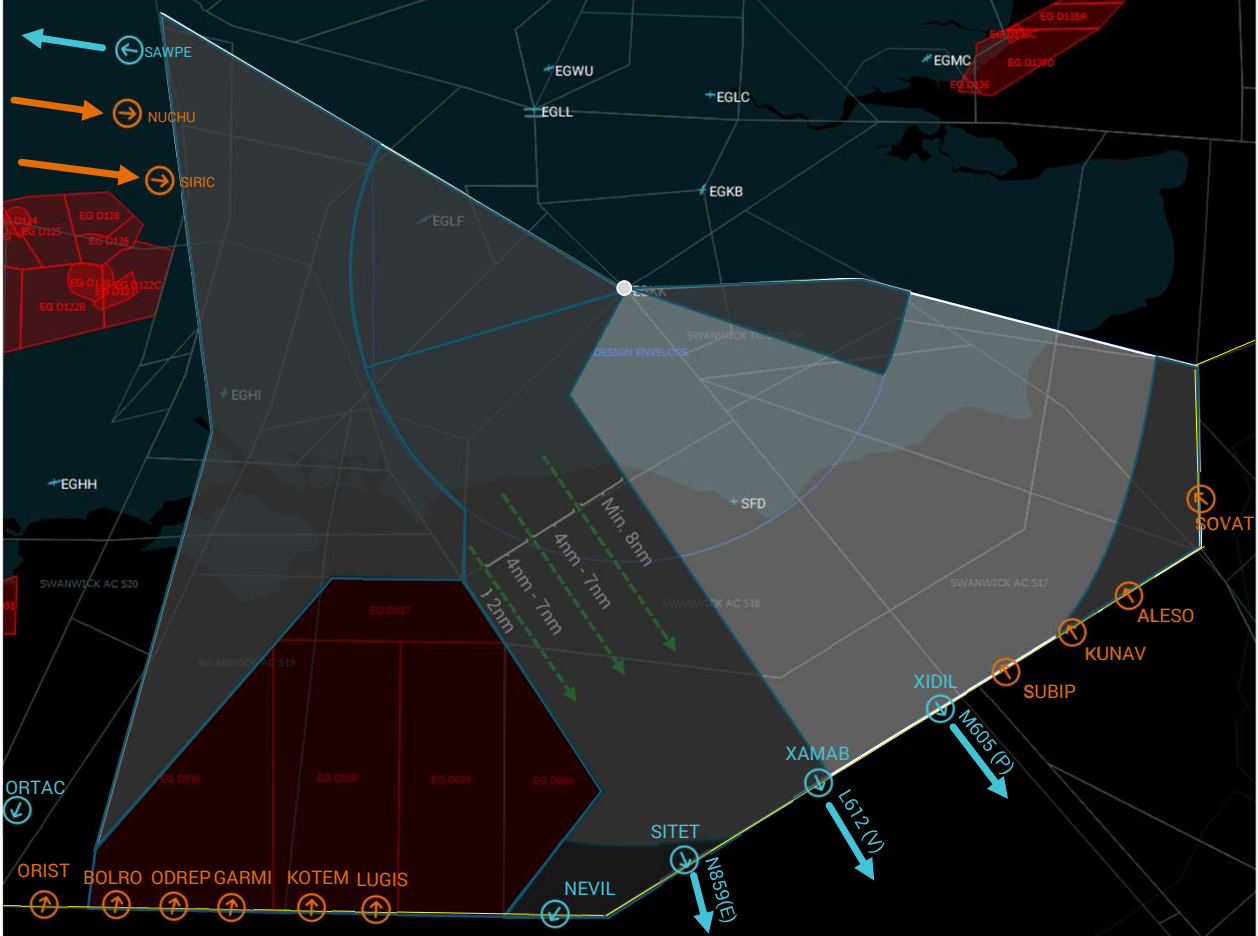 SAWPE
NUCHU
SIRIC
EGWU
EGLL
EGLC
EGMC
EG D138A
EG D138C
EG D138D
EG D136
EGKB
EGLF
EG D128
EG D124
EG D125
EG D126
EG D122C
EG D122B
EGKK
SWANWICK TC SOUTH
DESIGN ENVELOPE
EGHI
EGHH
SFD
SOVAT
ALESO
KUNAV
SUBIP
XIDIL
M605 (P)
XAMAB
L612 (V)
SITET
N859(E)
NEVIL
Min. 8nm
4nm - 7nm
4nm - 7nm
} 2nm
SWANWICK AC S20
SWANWICK AC S17
SWANWICK AC S18
SWANWICK AC S19
EG D037
EG D036
EG D038
EG D039
EG D040
ORTAC
ORIST
BOLRO
ODREP
GARMI
KOTEM
LUGIS